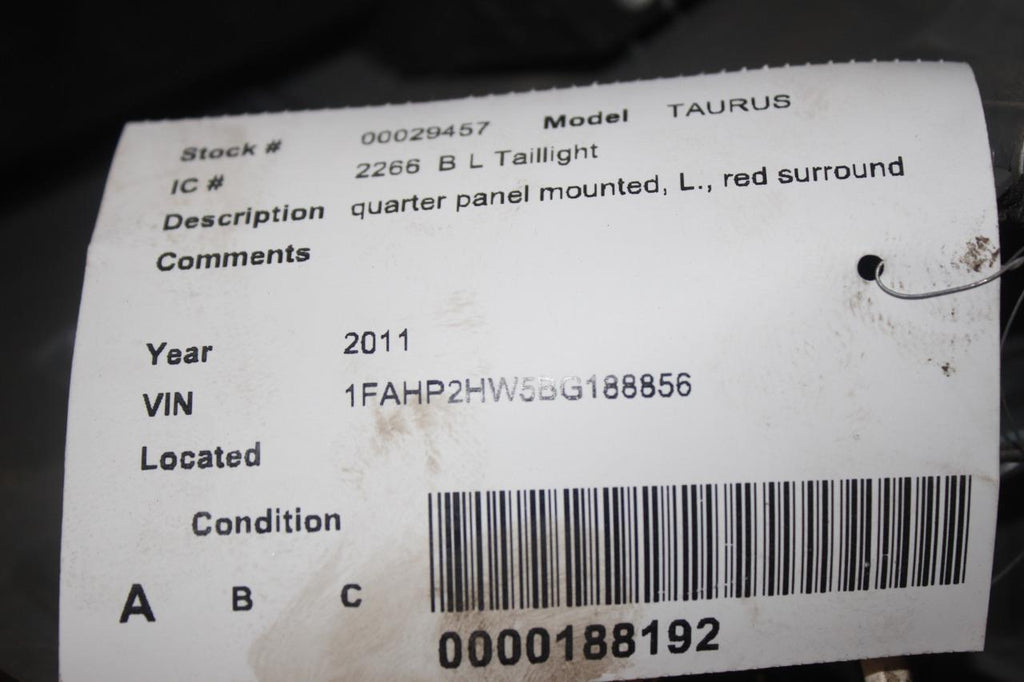 Stock # 00029457 Model TAURUS
IC # 2266 B L Taillight
Description quarter panel mounted, L., red surround
Comments
Year 2011
VIN 1FAHP2HW5BG188856
Located
Condition
A B C
0000188192